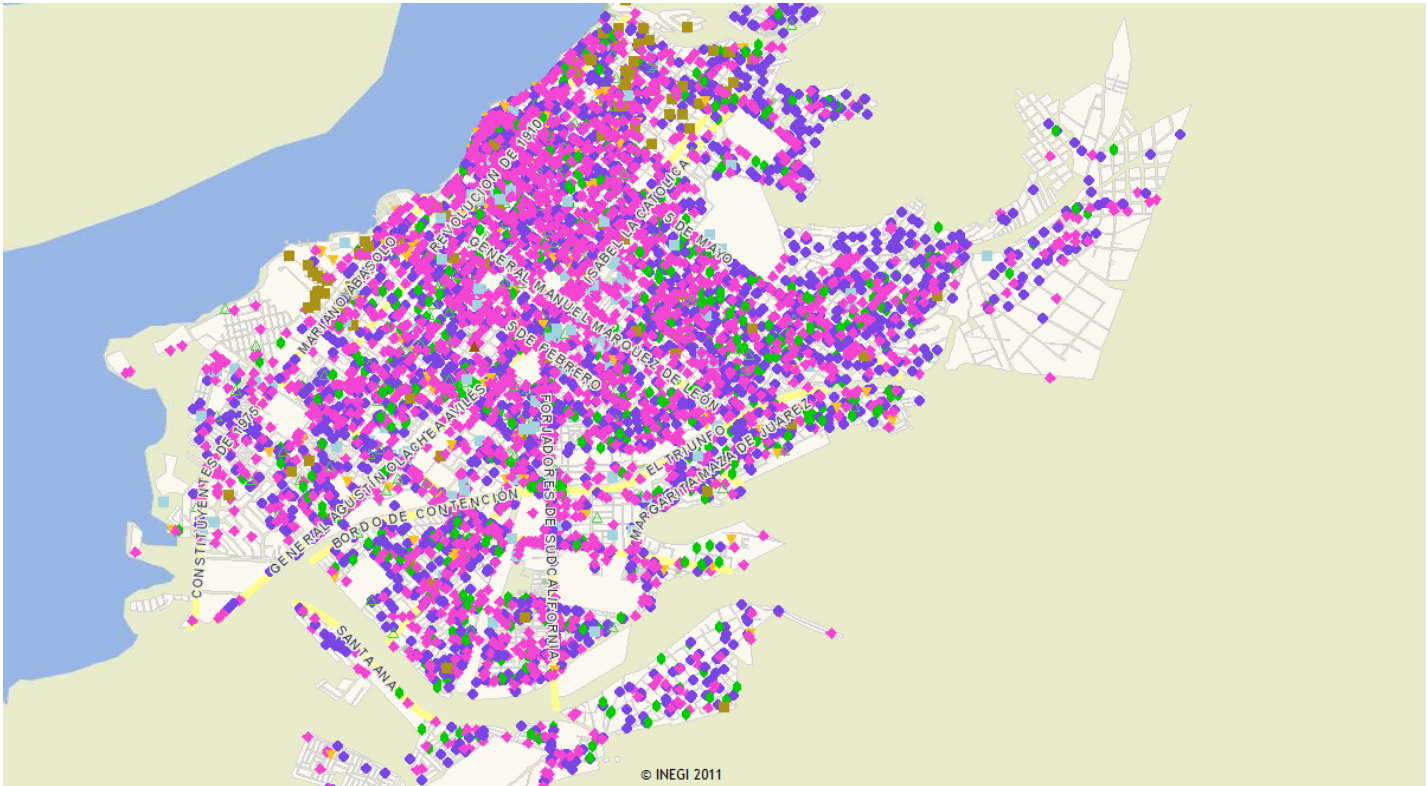 REVOLUCIÓN DE 1910
ISABEL LA CATÓLICA
5 DE MAYO
MARIANO ABASOLO
GENERAL MANUEL MÁRQUEZ DE LEÓN
5 DE FEBRERO
CONSTITUYENTES DE 1975
GENERAL AGUSTÍN OLACHEA AVILÉS
FORJADORES DE SUDCALIFORNIA
EL TRIUNFO
MARGARITA MAZA DE JUÁREZ
BORDO DE CONTENCIÓN
SANTA ANA
© INEGI 2011